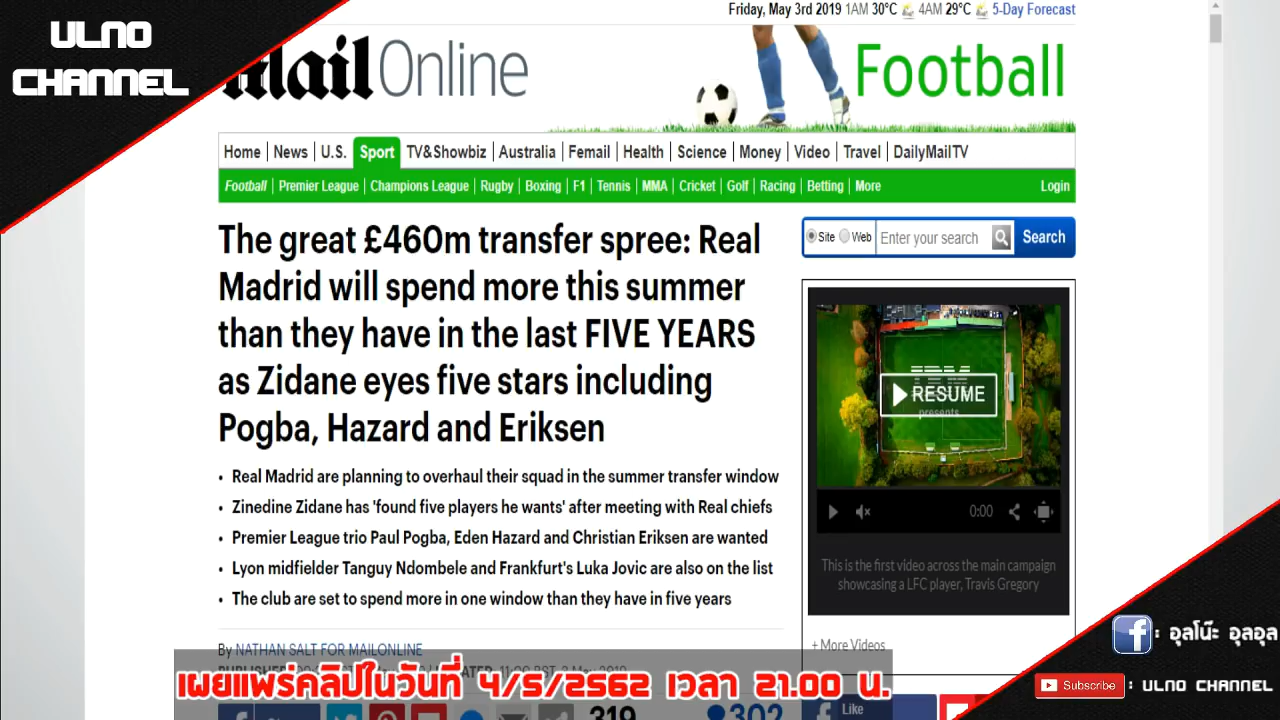 ULNO
CHANNEL
Friday, May 3rd 2019 1AM 30°C 4AM 29°C 5-Day Forecast
Mail Online
Football
Home News U.S. Sport TV&Showbiz Australia Femail Health Science Money Video Travel DailyMailTV
Football Premier League Champions League Rugby Boxing F1 Tennis MMA Cricket Golf Racing Betting More Login
The great £460m transfer spree: Real
Madrid will spend more this summer
than they have in the last FIVE YEARS
as Zidane eyes five stars including
Pogba, Hazard and Eriksen
Site Web Enter your search Search
RESUME
presents
0:00
This is the first video across the main campaign
showcasing a LFC player, Travis Gregory
+ More Videos
• Real Madrid are planning to overhaul their squad in the summer transfer window
• Zinedine Zidane has 'found five players he wants' after meeting with Real chiefs
• Premier League trio Paul Pogba, Eden Hazard and Christian Eriksen are wanted
• Lyon midfielder Tanguy Ndombele and Frankfurt's Luka Jovic are also on the list
• The club are set to spend more in one window than they have in five years
By NATHAN SALT FOR MAILONLINE
เผยแพร่คลิปในวันที่ 4/5/2562 เวลา 21.00 น.
319
302
Like
f : อุลโน๊ะ อุลอุล
Subscribe : ULNO CHANNEL